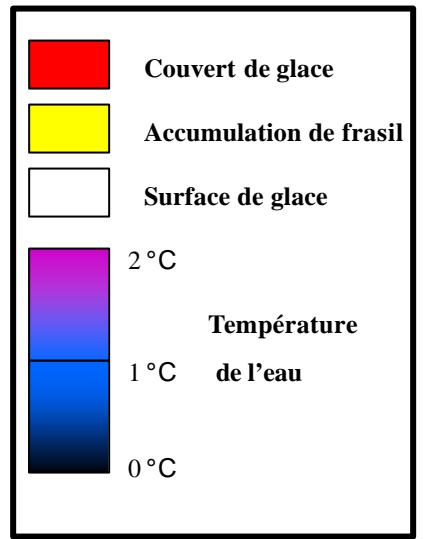 Couvert de glace
Accumulation de frasil
Surface de glace
2 °C
Température
1 °C de l'eau
0 °C